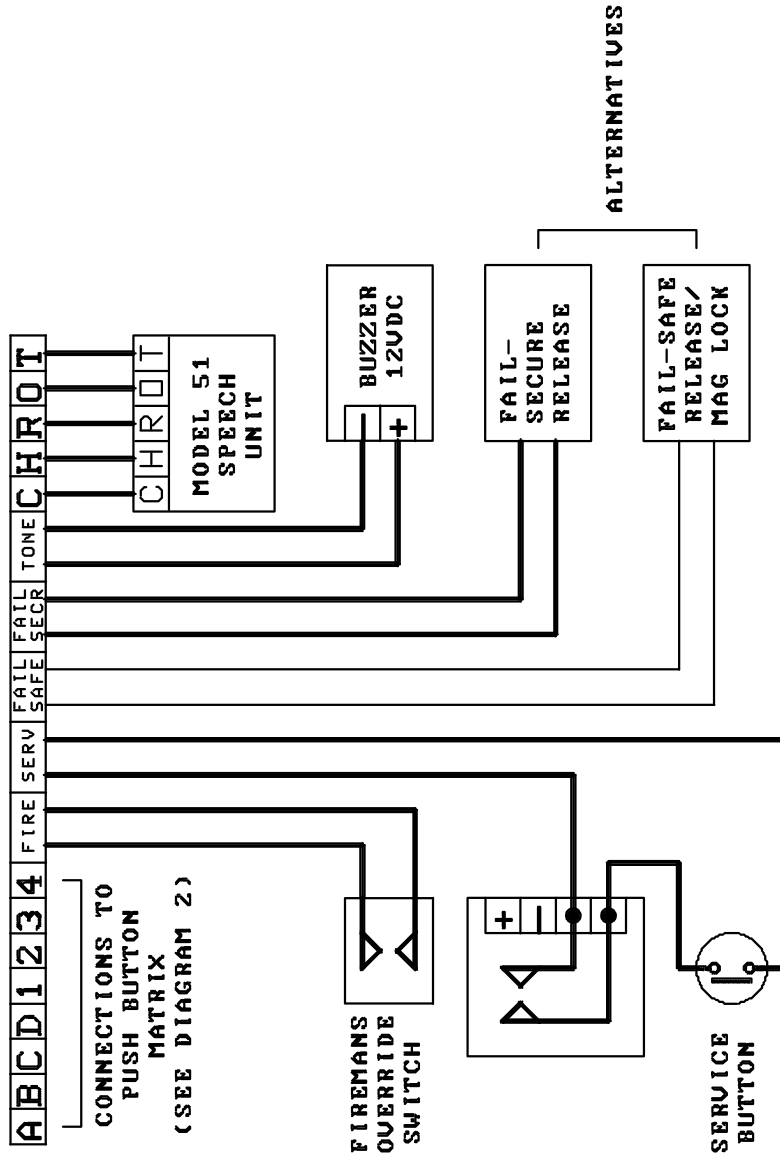 A B C D 1 2 3 4 FIRE SERV FAIL SAFE FAIL SECR TONE C H R O T
CONNECTIONS TO
PUSH BUTTON
MATRIX
(SEE DIAGRAM 2)
C H R O T
MODEL 51
SPEECH
UNIT
FIREMANS
OVERRIDE
SWITCH
BUZZER
12VDC
- +
+ -
FAIL-
SECURE
RELEASE
FAIL-SAFE
RELEASE/
MAG LOCK
ALTERNATIVES
SERVICE
BUTTON